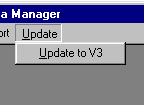 a Manager
ort Update
Update to V3